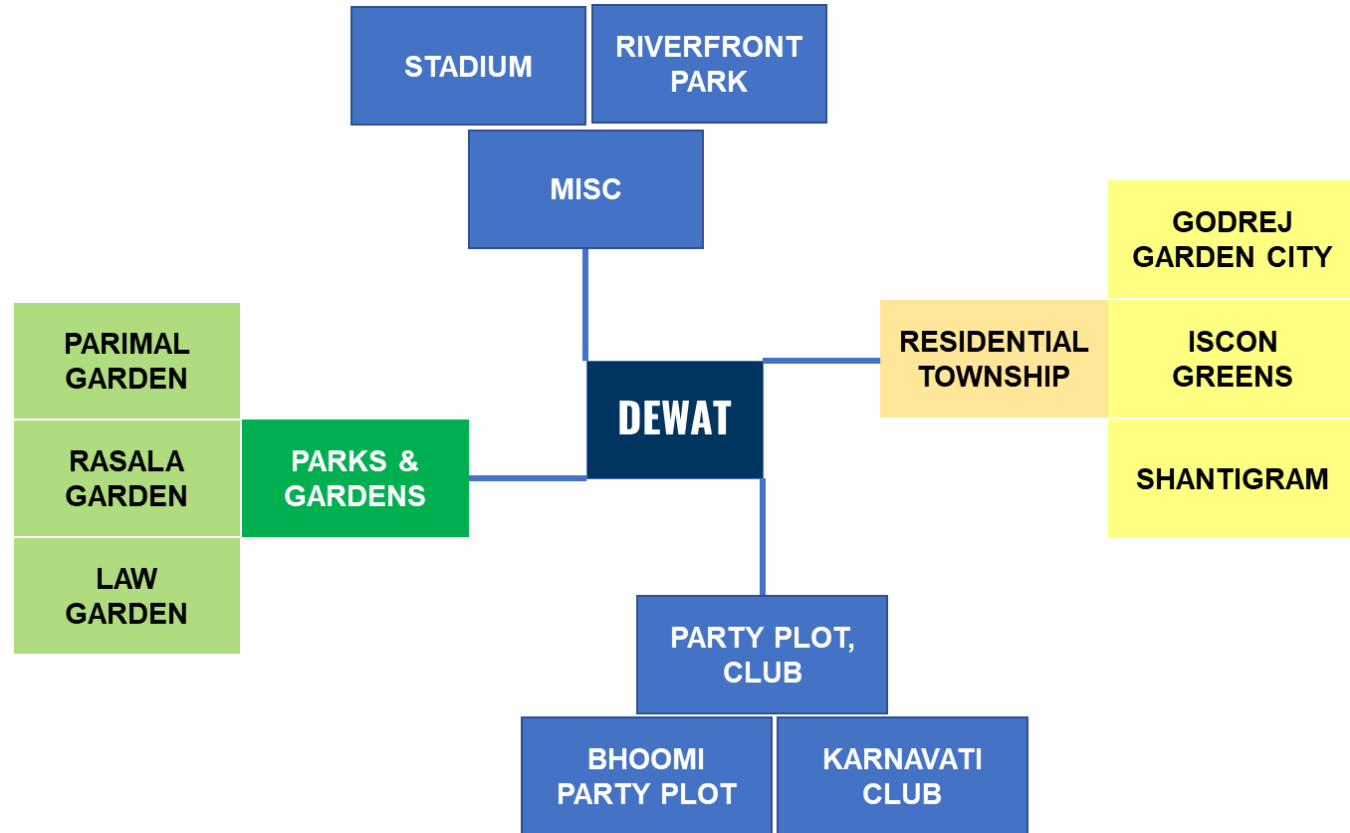 STADIUM
RIVERFRONT
PARK
MISC
GODREJ
GARDEN CITY
RESIDENTIAL
TOWNSHIP
ISCON
GREENS
SHANTIGRAM
PARIMAL
GARDEN
RASALA
GARDEN
LAW
GARDEN
PARKS &
GARDENS
DEWAT
PARTY PLOT,
CLUB
BHOOMI
PARTY PLOT
KARNAVATI
CLUB